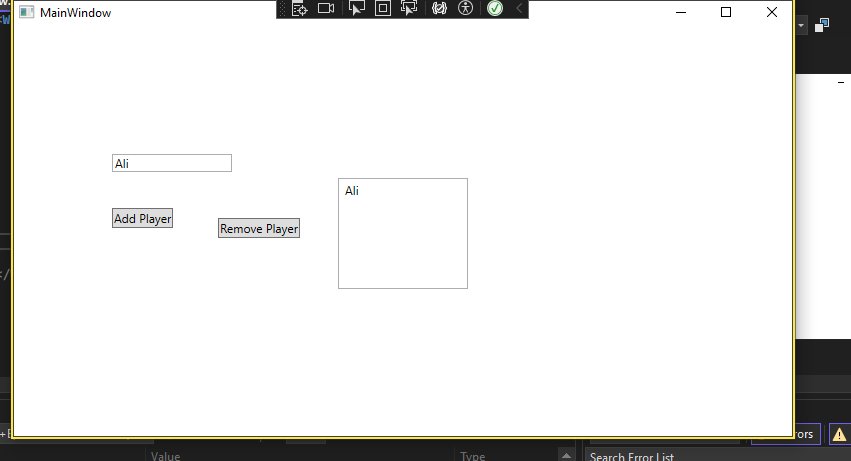 MainWindow
Ali
Ali
Add Player
Remove Player
Value
Type
Search Error List